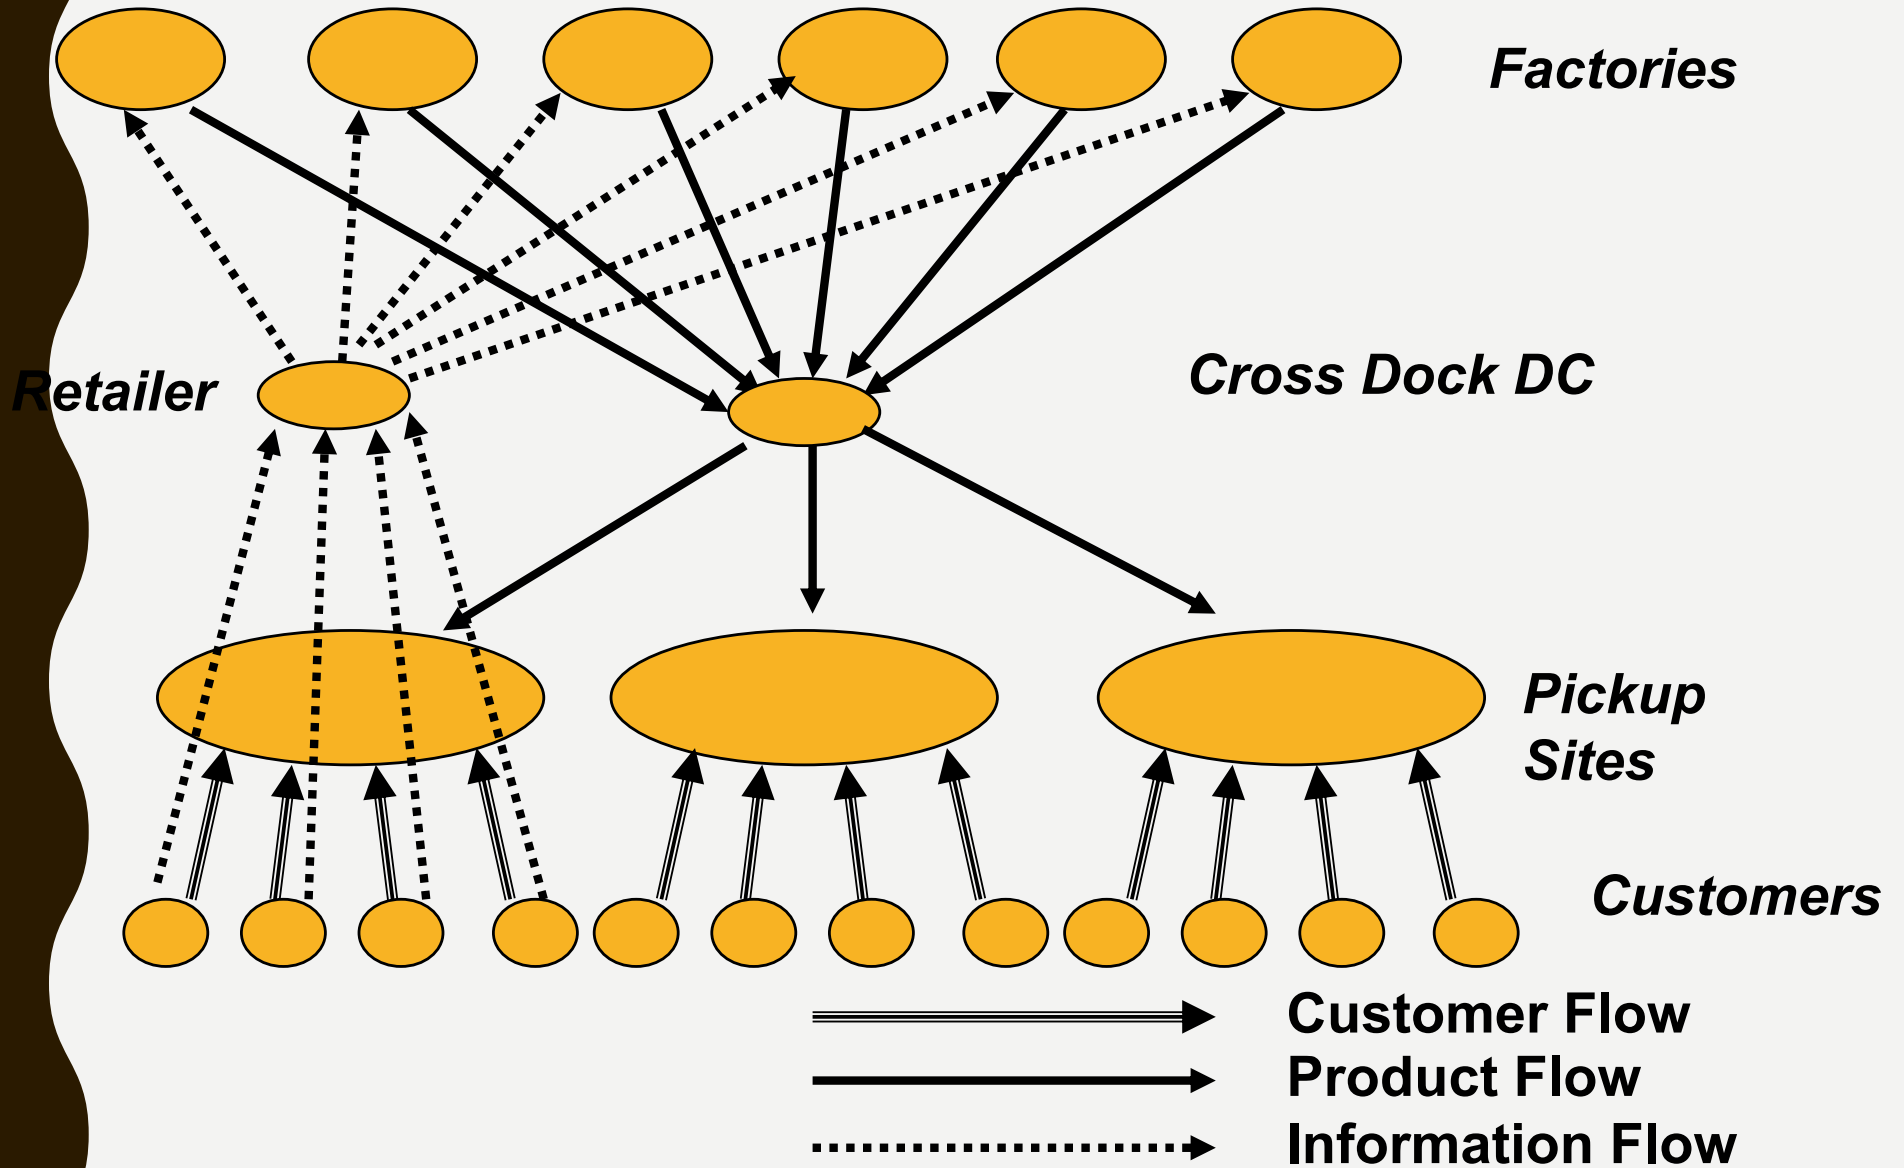 Factories
Retailer
Cross Dock DC
Pickup
Sites
Customers
Customer Flow
Product Flow
Information Flow